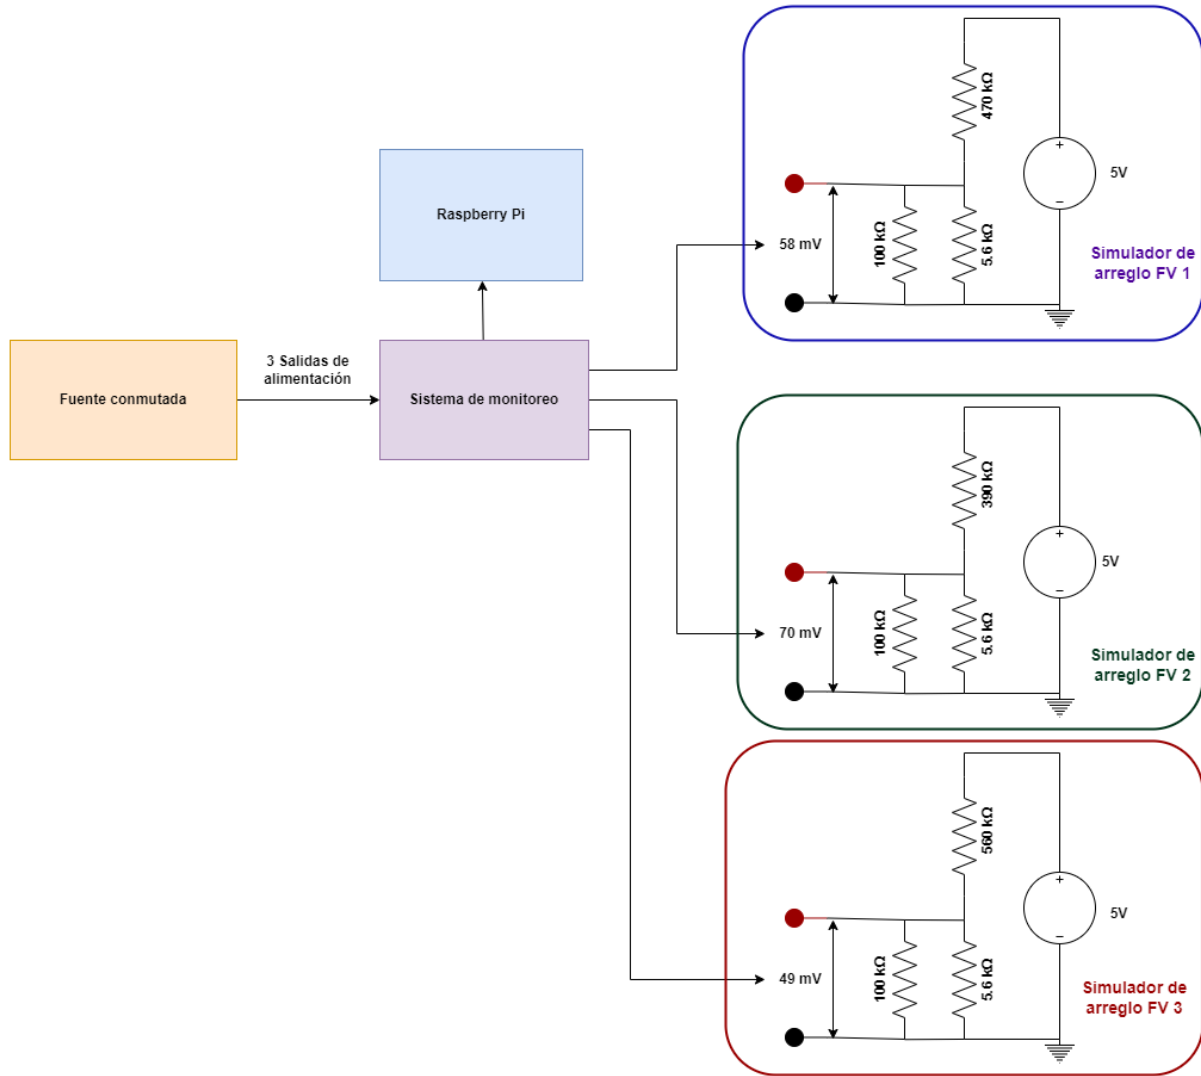 Raspberry Pi
3 Salidas de
alimentación
Fuente conmutada
Sistema de monitoreo
470 kΩ
+
5V
−
58 mV
100 kΩ
5.6 kΩ
Simulador de
arreglo FV 1
390 kΩ
+
5V
−
70 mV
100 kΩ
5.6 kΩ
Simulador de
arreglo FV 2
560 kΩ
+
5V
−
49 mV
100 kΩ
5.6 kΩ
Simulador de
arreglo FV 3